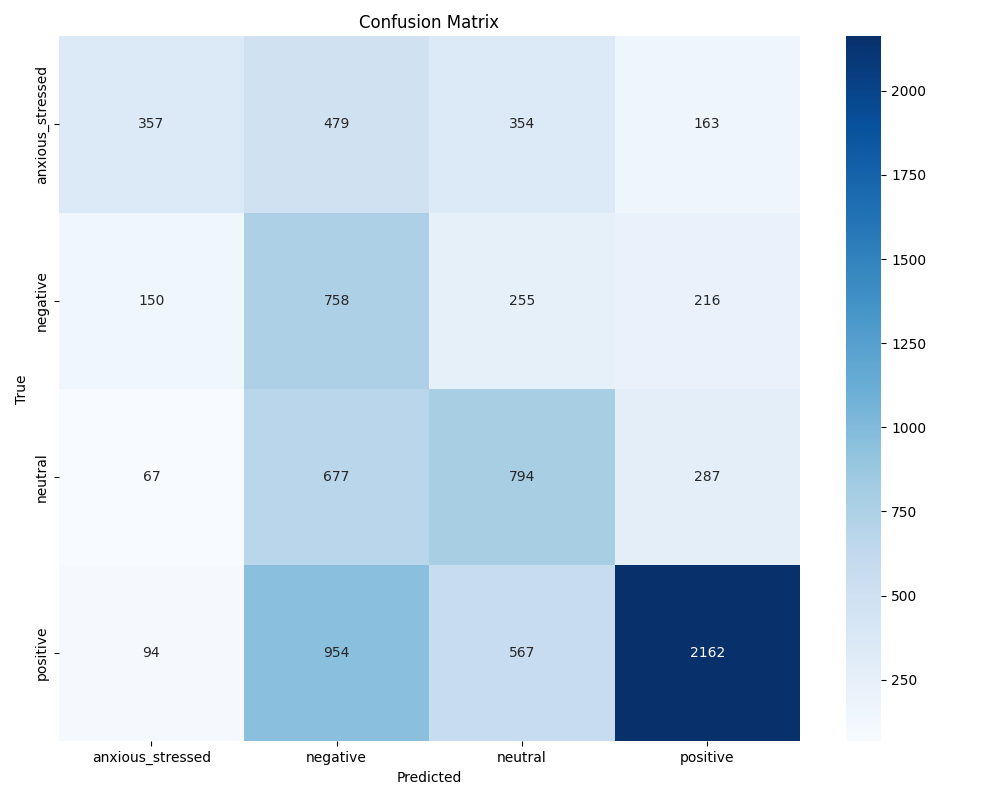 Confusion Matrix
anxious_stressed
357 479 354 163
negative
150 758 255 216
neutral
67 677 794 287
positive
94 954 567 2162
True
anxious_stressed negative neutral positive
Predicted
2000
1750
1500
1250
1000
750
500
250